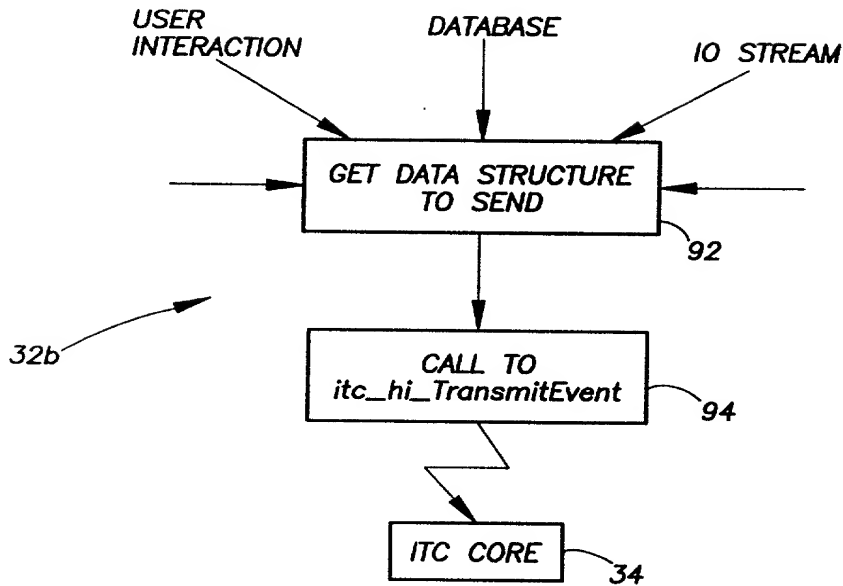 USER
INTERACTION
DATABASE
IO STREAM
GET DATA STRUCTURE
TO SEND
92
32b
CALL TO
itc_hi_TransmitEvent
94
ITC CORE
34